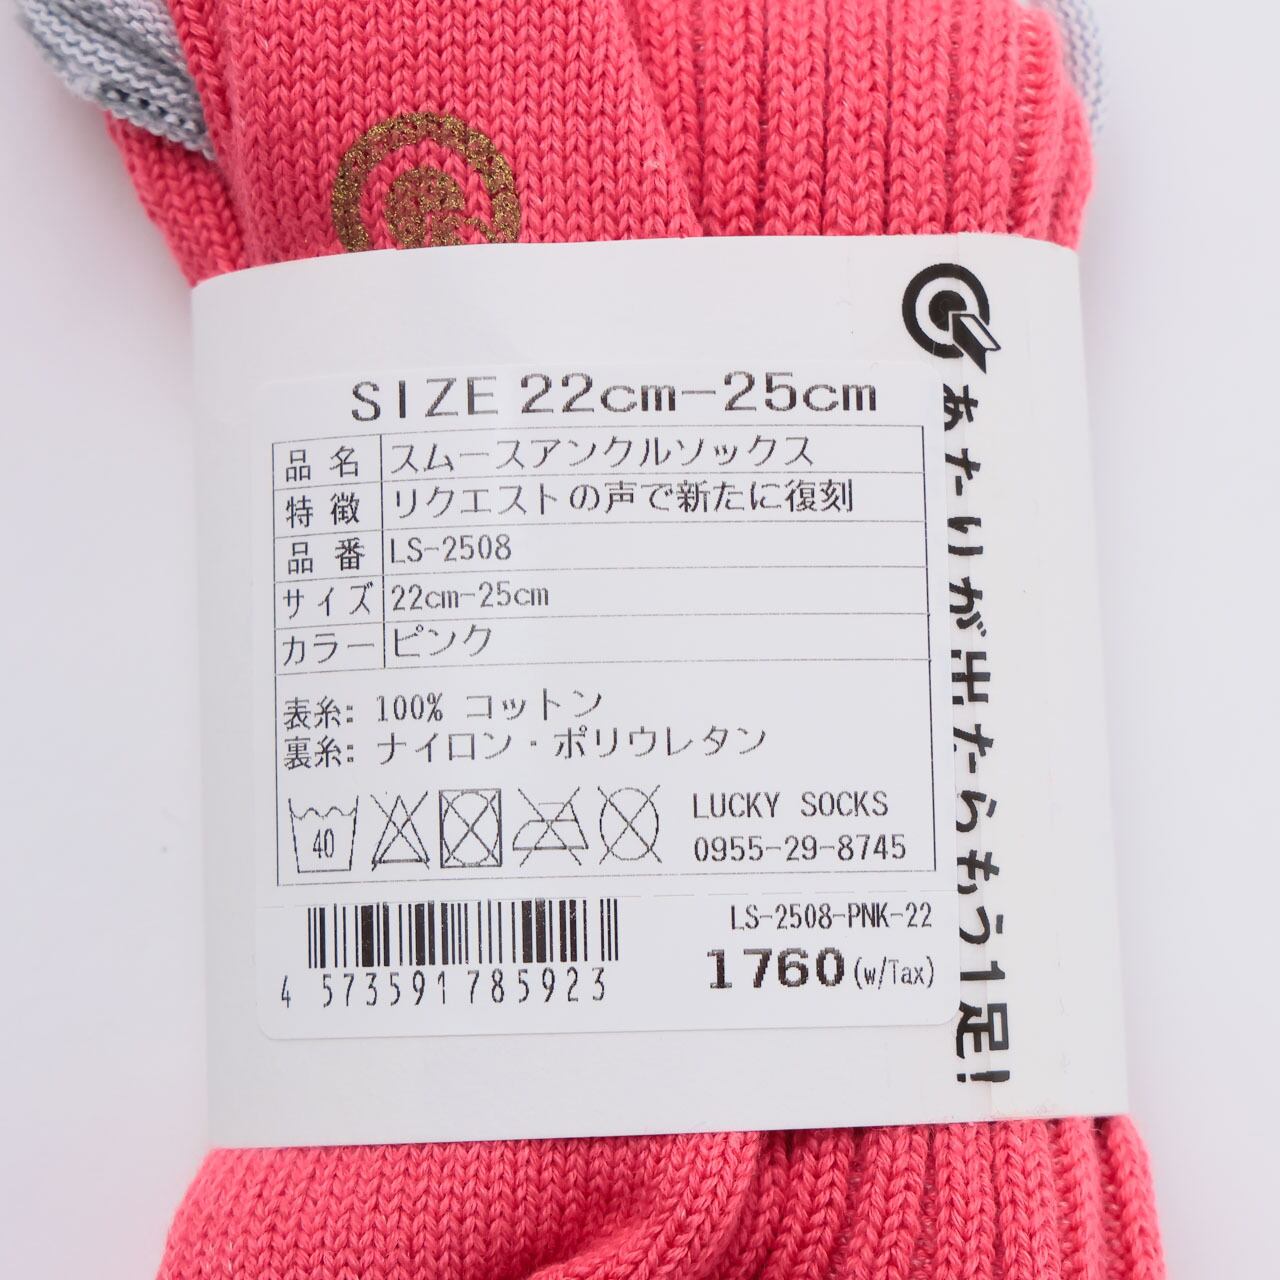 SIZE 22cm-25cm
品名 スムースアンクルソックス
特徴 リクエストの声で新たに復刻
品番 LS-2508
サイズ 22cm-25cm
カラー ピンク
表糸: 100% コットン
裏糸: ナイロン・ポリウレタン
40
LUCKY SOCKS
0955-29-8745
LS-2508-PNK-22
1760(w/Tax)
4 573591 785923
あたりが出たらもう1足!